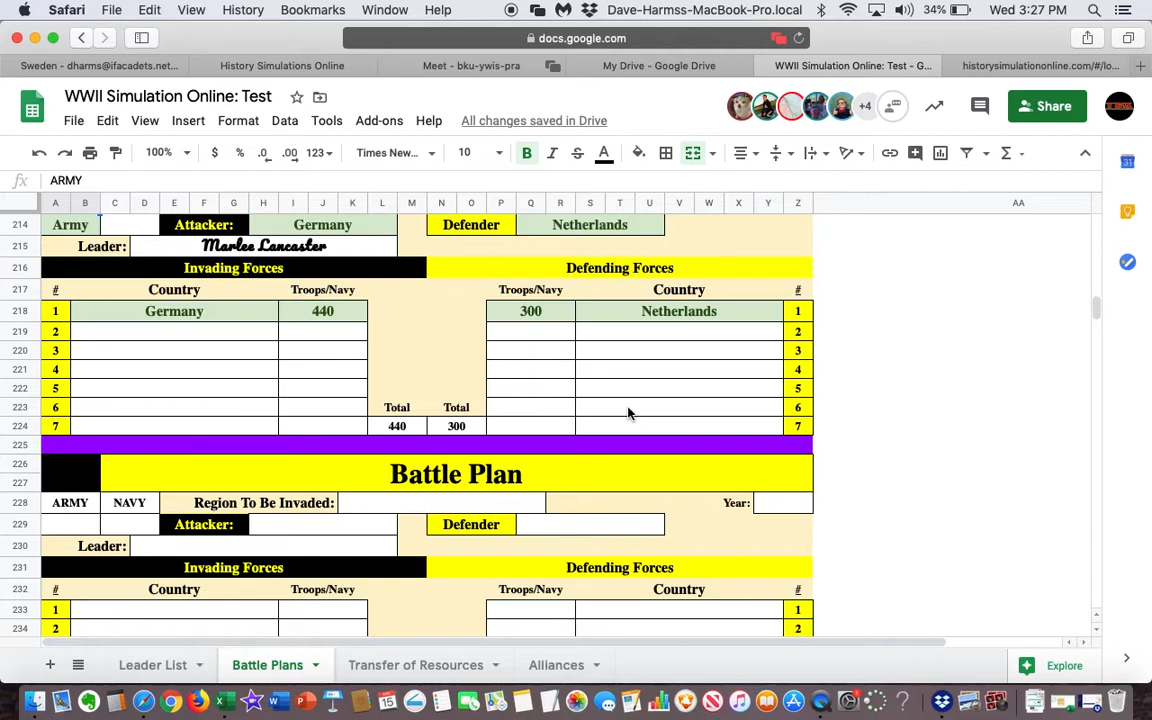 Safari File Edit View History Bookmarks Window Help Dave-Harmss-MacBook-Pro.local 34% Wed 3:27 PM
docs.google.com
Sweden - dharms@ifacadets.net... History Simulations Online Meet - bku-ywis-pra My Drive - Google Drive WWII Simulation Online: Test - G... historysimulationonline.com/#/lo...
WWII Simulation Online: Test
+4 Share
File Edit View Insert Format Data Tools Add-ons Help All changes saved in Drive
100% $ % .0 .00 123 Times New... 10 B I S A
fx ARMY
A B C D E F G H I J K L M N O P Q R S T U V W X Y Z AA
214 Army Attacker: Germany Defender Netherlands
215 Leader: Marlee Lancaster
216 Invading Forces Defending Forces
217 # Country Troops/Navy Troops/Navy Country #
218 1 Germany 440 300 Netherlands 1
219 2 2
220 3 3
221 4 4
222 5 5
223 6 Total Total 6
224 7 440 300 7
225
226 Battle Plan
227
228 ARMY NAVY Region To Be Invaded: Year:
229 Attacker: Defender
230 Leader:
231 Invading Forces Defending Forces
232 # Country Troops/Navy Troops/Navy Country #
233 1 1
234 2 2
Leader List Battle Plans Transfer of Resources Alliances Explore